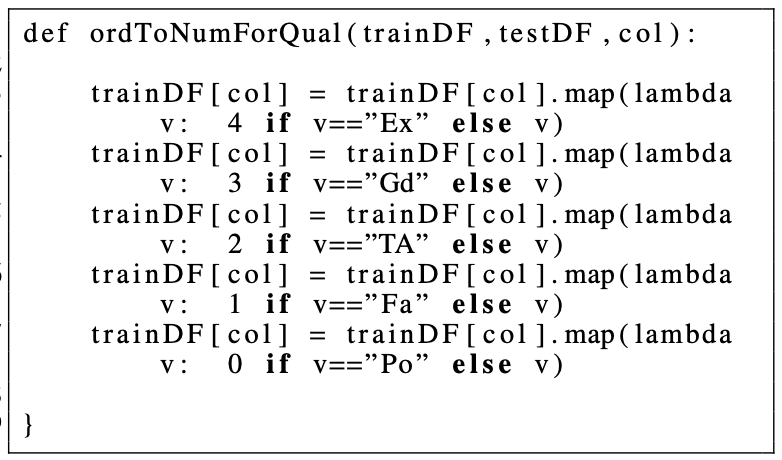 def ordToNumForQual(trainDF,testDF,col):
trainDF[col] = trainDF[col].map(lambda
v: 4 if v==”Ex” else v)
trainDF[col] = trainDF[col].map(lambda
v: 3 if v==”Gd” else v)
trainDF[col] = trainDF[col].map(lambda
v: 2 if v==”TA” else v)
trainDF[col] = trainDF[col].map(lambda
v: 1 if v==”Fa” else v)
trainDF[col] = trainDF[col].map(lambda
v: 0 if v==”Po” else v)
}